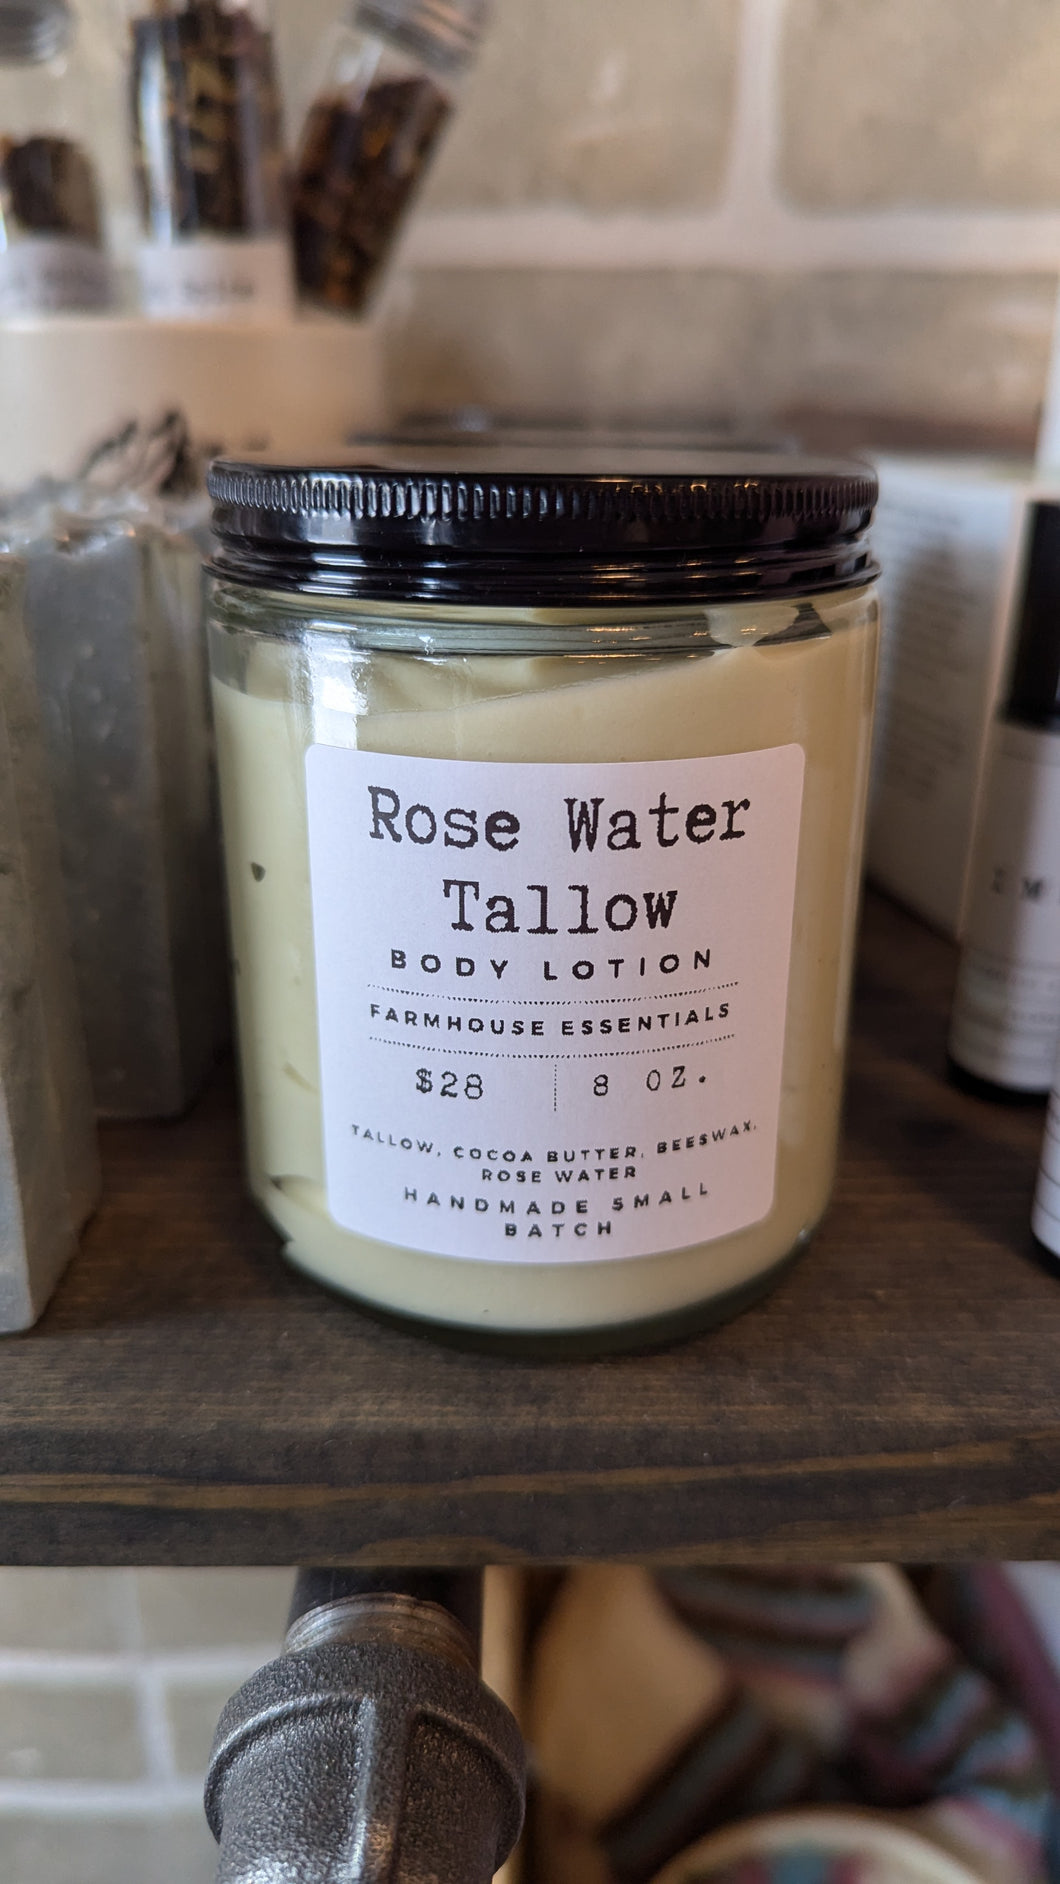 Rose Water
Tallow
BODY LOTION
FARMHOUSE ESSENTIALS
$28 8 OZ.
TALLOW, COCOA BUTTER, BEESWAX,
ROSE WATER
HANDMADE SMALL
BATCH